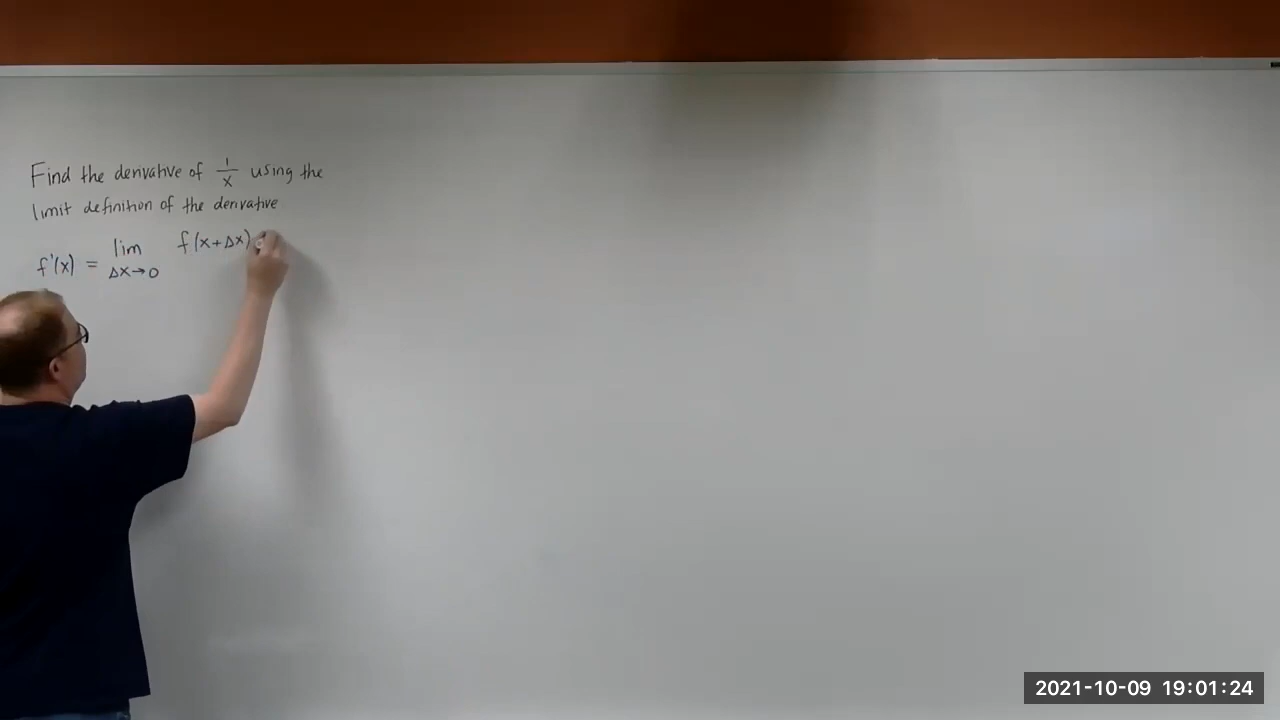 Find the derivative of 1/x using the
limit definition of the derivative
f'(x) = lim Δx→0 f(x+Δx)
2021-10-09 19:01:24